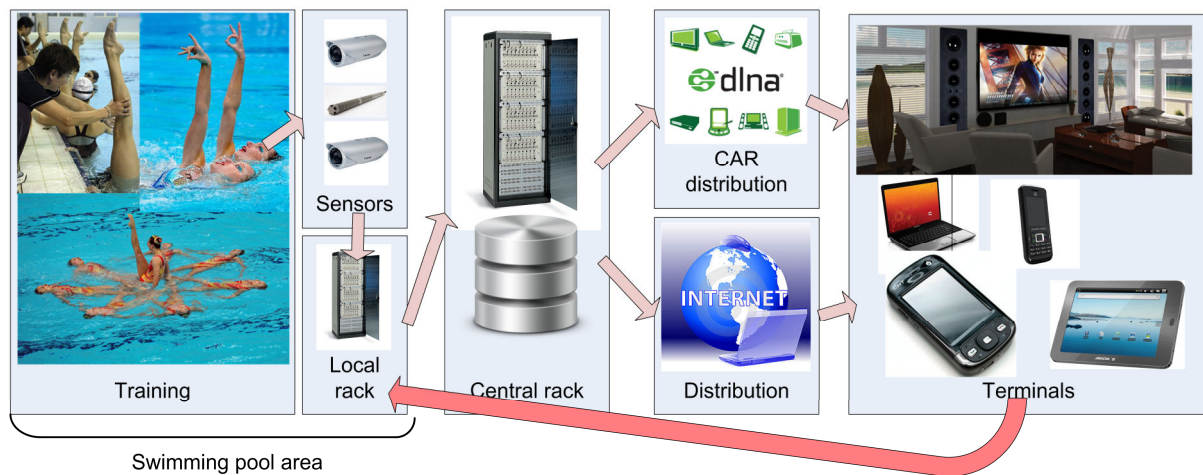 Training
Sensors
Local
rack
Central rack
dlna
CAR
distribution
INTERNET
Distribution
Terminals
Swimming pool area